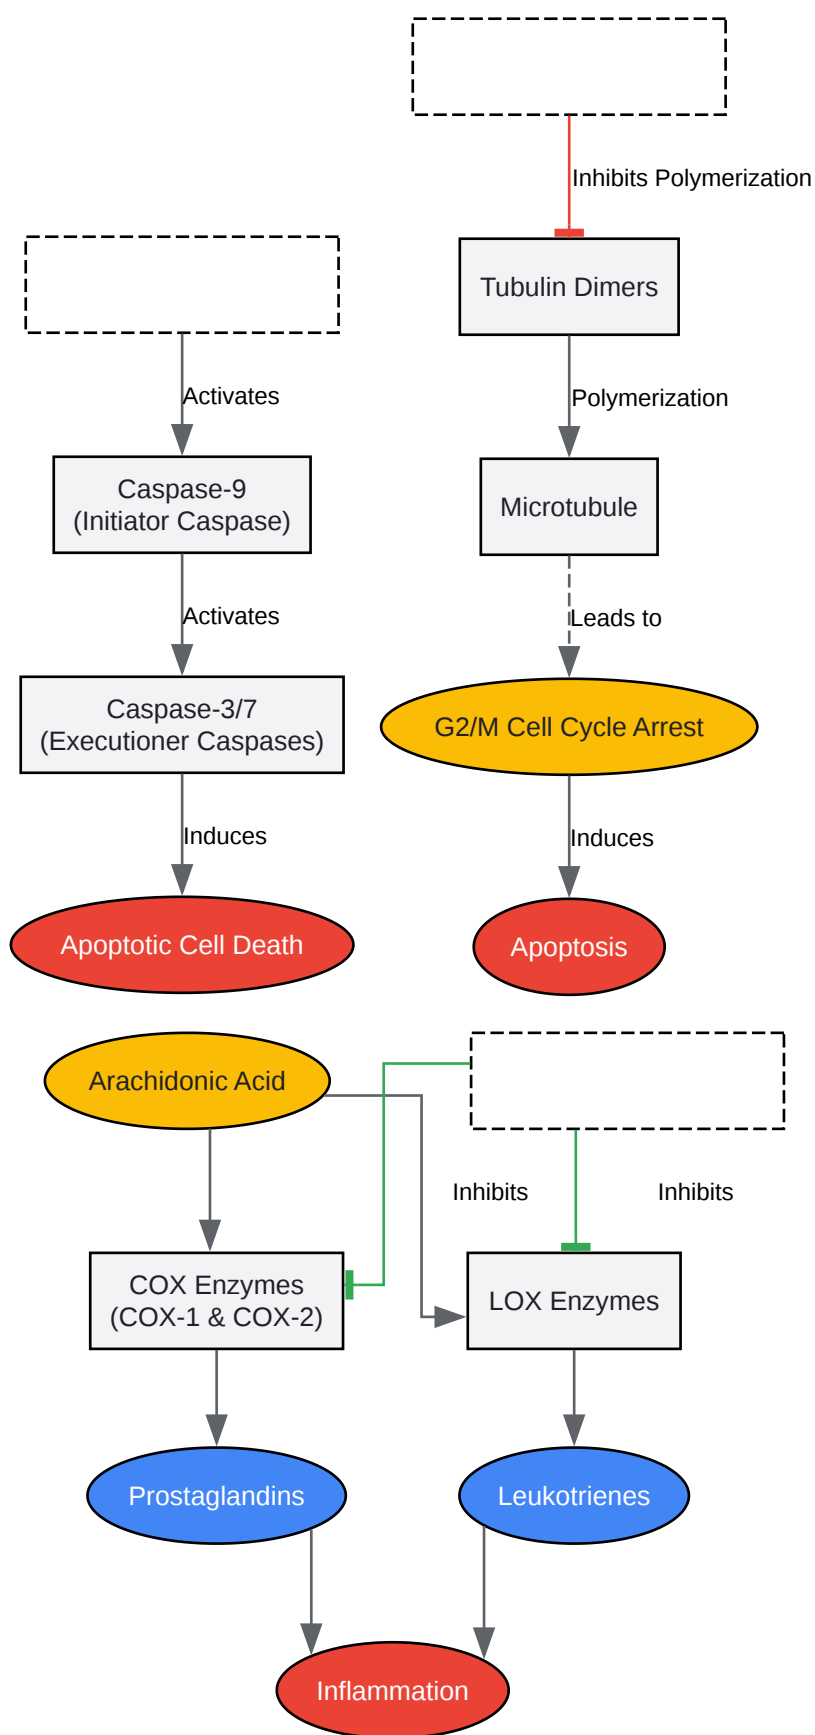 Inhibits Polymerization
Tubulin Dimers
Activates
Polymerization
Caspase-9
(Initiator Caspase)
Microtubule
Activates
Leads to
Caspase-3/7
(Executioner Caspases)
G2/M Cell Cycle Arrest
Induces
Induces
Apoptotic Cell Death
Apoptosis
Arachidonic Acid
Inhibits
Inhibits
COX Enzymes
(COX-1 & COX-2)
LOX Enzymes
Prostaglandins
Leukotrienes
Inflammation